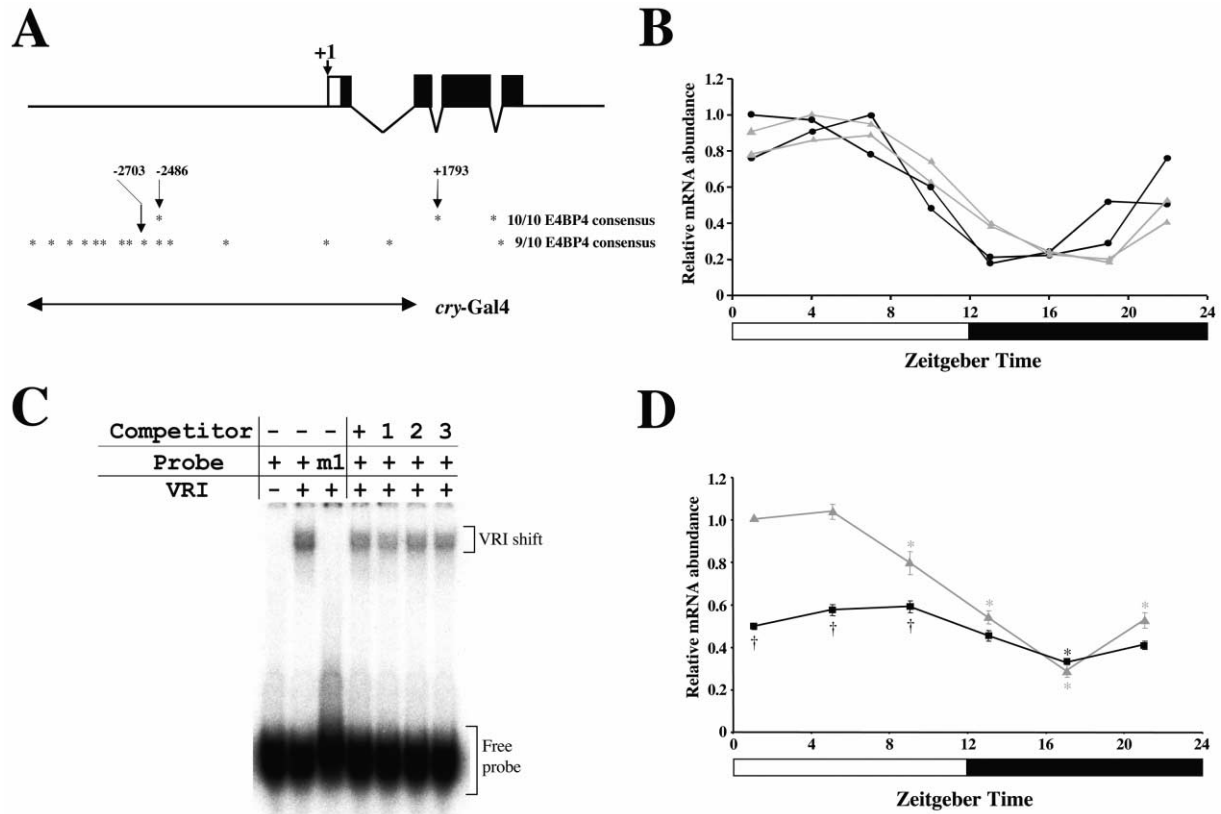 A
+1
-2703 -2486 +1793
* * * 10/10 E4BP4 consensus
* * * * * * * * * * * * * * * 9/10 E4BP4 consensus
cry-Gal4
B
Relative mRNA abundance
1.2
1.0
0.8
0.6
0.4
0.2
0
0 4 8 12 16 20 24
Zeitgeber Time
C
Competitor - - - + 1 2 3
Probe + + m1 + + + +
VRI - + + + + + +
VRI shift
Free
probe
D
Relative mRNA abundance
1.2
1.0
0.8
0.6
0.4
0.2
0
* * * * *
† † †
0 4 8 12 16 20 24
Zeitgeber Time